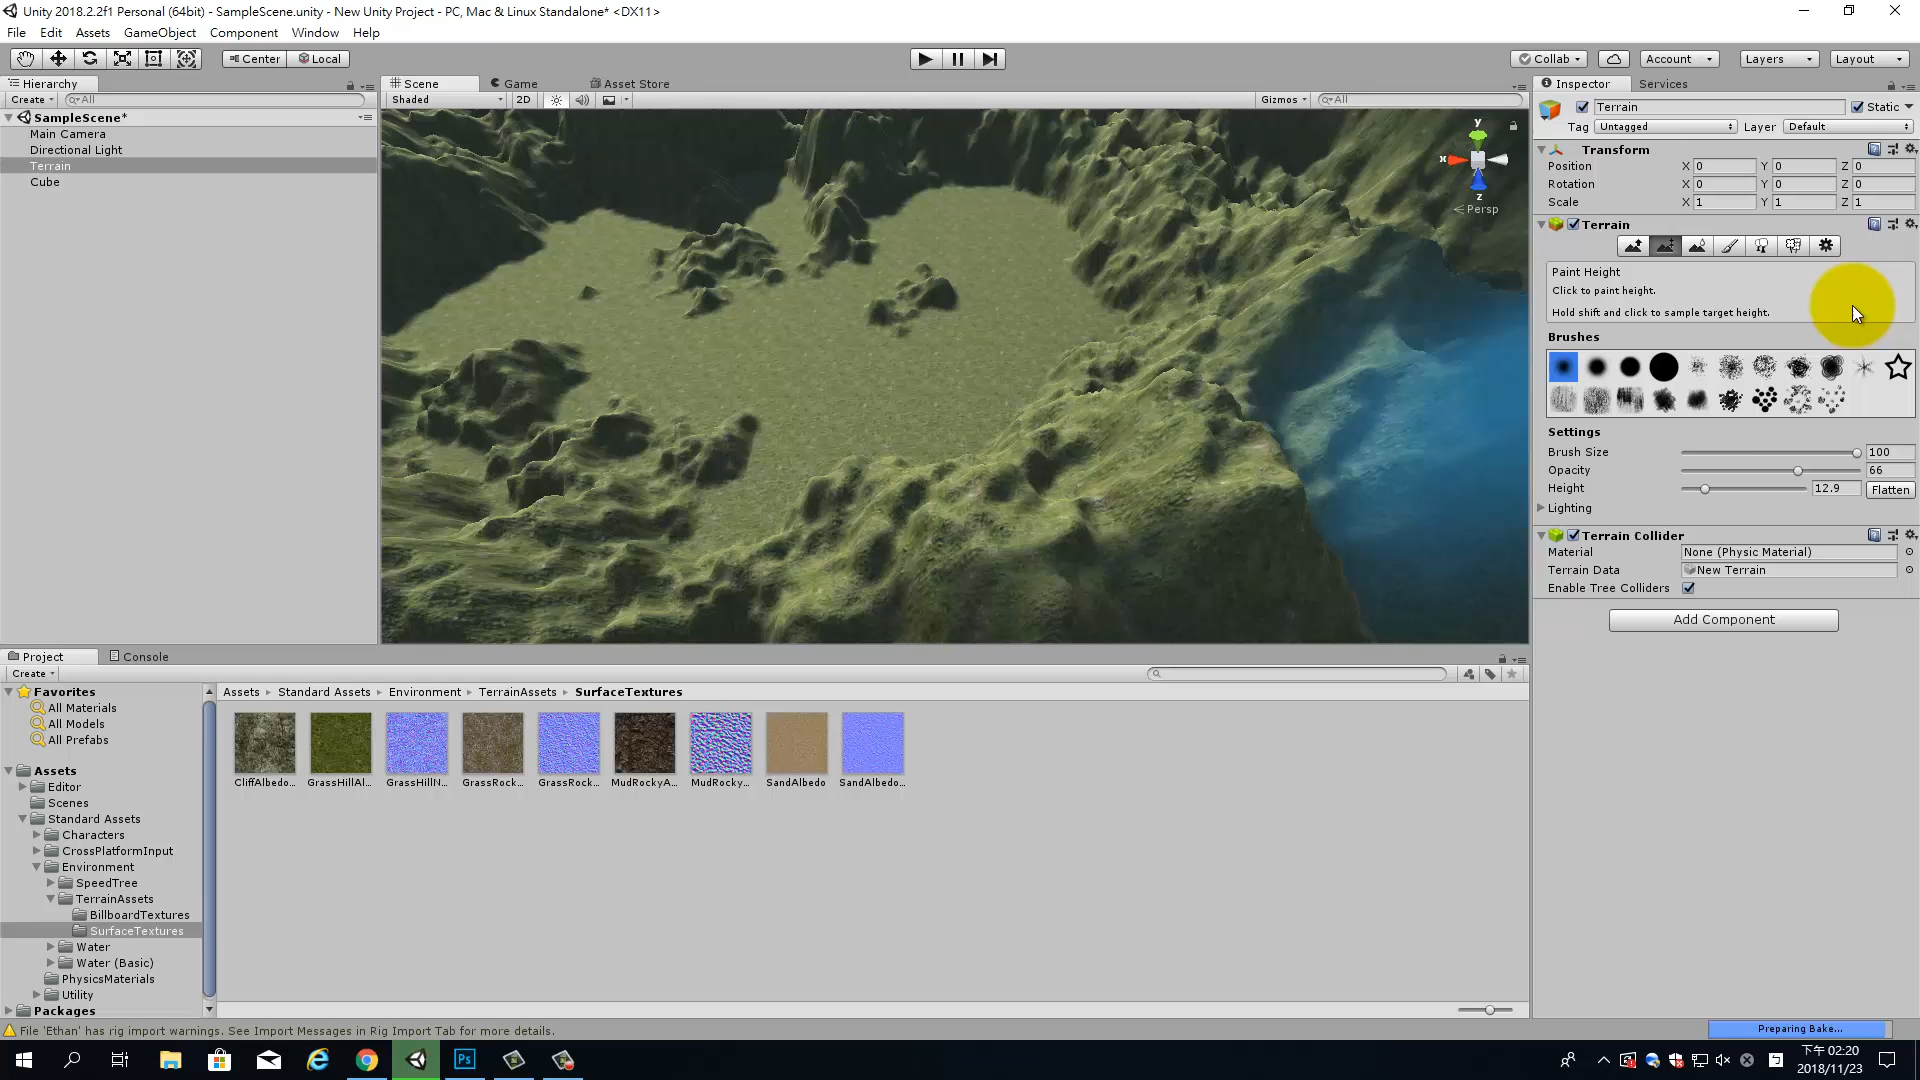 Unity 2018.2.2f1 Personal (64bit) - SampleScene.unity - New Unity Project - PC, Mac & Linux Standalone* <DX11>
File Edit Assets GameObject Component Window Help
Center Local
Collab Account Layers Layout
Hierarchy
Create All
SampleScene*
Main Camera
Directional Light
Terrain
Cube
Scene Game Asset Store
Shaded 2D Gizmos All
y
x
z
Persp
Inspector Services
Terrain Static
Tag Untagged Layer Default
Transform
Position X 0 Y 0 Z 0
Rotation X 0 Y 0 Z 0
Scale X 1 Y 1 Z 1
Terrain
Paint Height
Click to paint height.
Hold shift and click to sample target height.
Brushes
Settings
Brush Size 100
Opacity 66
Height 12.9 Flatten
Lighting
Terrain Collider
Material None (Physic Material)
Terrain Data New Terrain
Enable Tree Colliders
Add Component
Project Console
Create
Favorites
All Materials
All Models
All Prefabs
Assets
Editor
Scenes
Standard Assets
Characters
CrossPlatformInput
Environment
SpeedTree
TerrainAssets
BillboardTextures
SurfaceTextures
Water
Water (Basic)
PhysicsMaterials
Utility
Packages
Assets Standard Assets Environment TerrainAssets SurfaceTextures
CliffAlbedo... GrassHillAl... GrassHillN... GrassRock... GrassRock... MudRockyA... MudRocky... SandAlbedo SandAlbedo...
File 'Ethan' has rig import warnings. See Import Messages in Rig Import Tab for more details.
Preparing Bake...
Ps
下午 02:20
2018/11/23